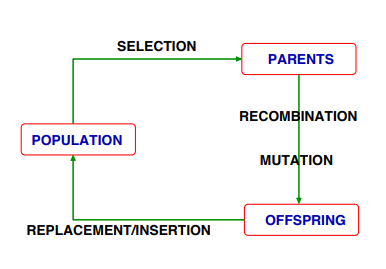 SELECTION
PARENTS
RECOMBINATION
POPULATION
MUTATION
OFFSPRING
REPLACEMENT/INSERTION